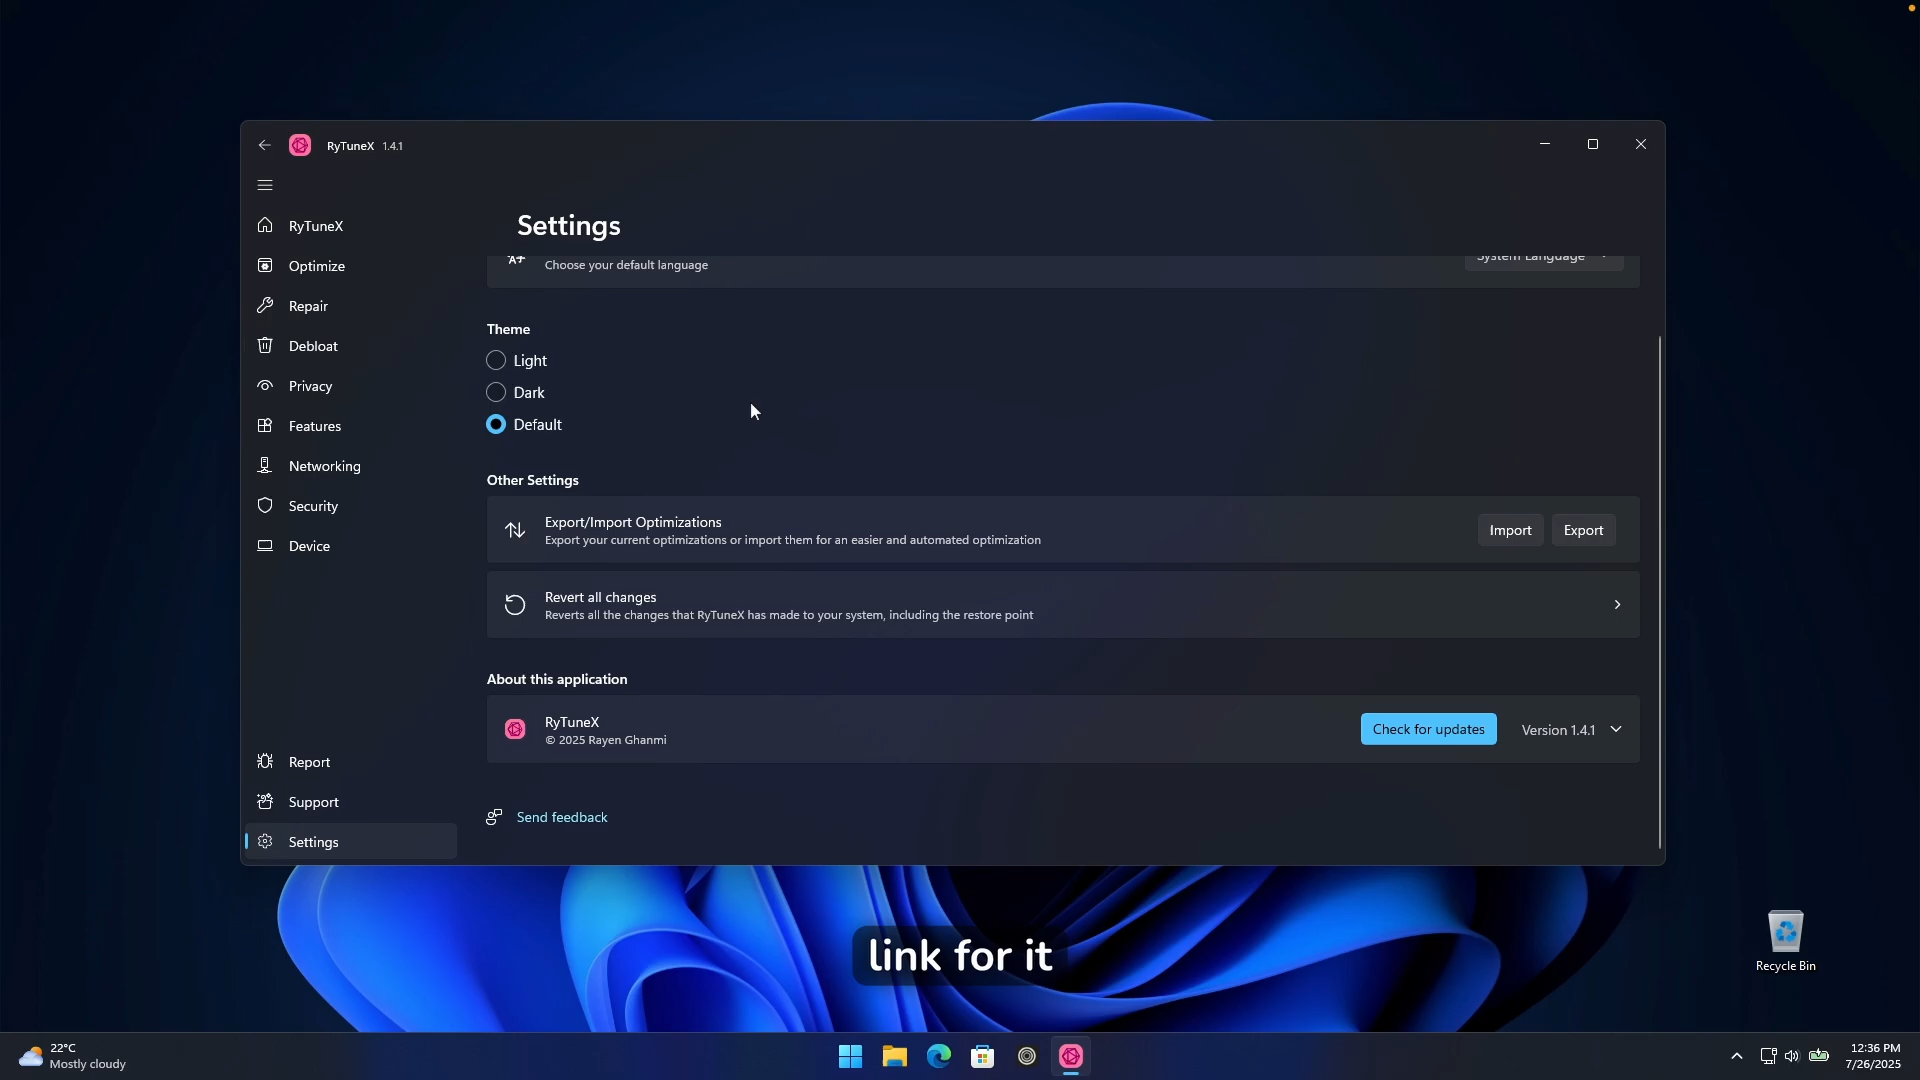 RyTuneX 1.4.1
RyTuneX
Optimize
Repair
Debloat
Privacy
Features
Networking
Security
Device
Report
Support
Settings
Settings
Choose your default language
System Language
Theme
Light
Dark
Default
Other Settings
Export/Import Optimizations
Export your current optimizations or import them for an easier and automated optimization
Import
Export
Revert all changes
Reverts all the changes that RyTuneX has made to your system, including the restore point
About this application
RyTuneX
© 2025 Rayen Ghanmi
Check for updates
Version 1.4.1
Send feedback
link for it
Recycle Bin
22°C
Mostly cloudy
12:36 PM
7/26/2025